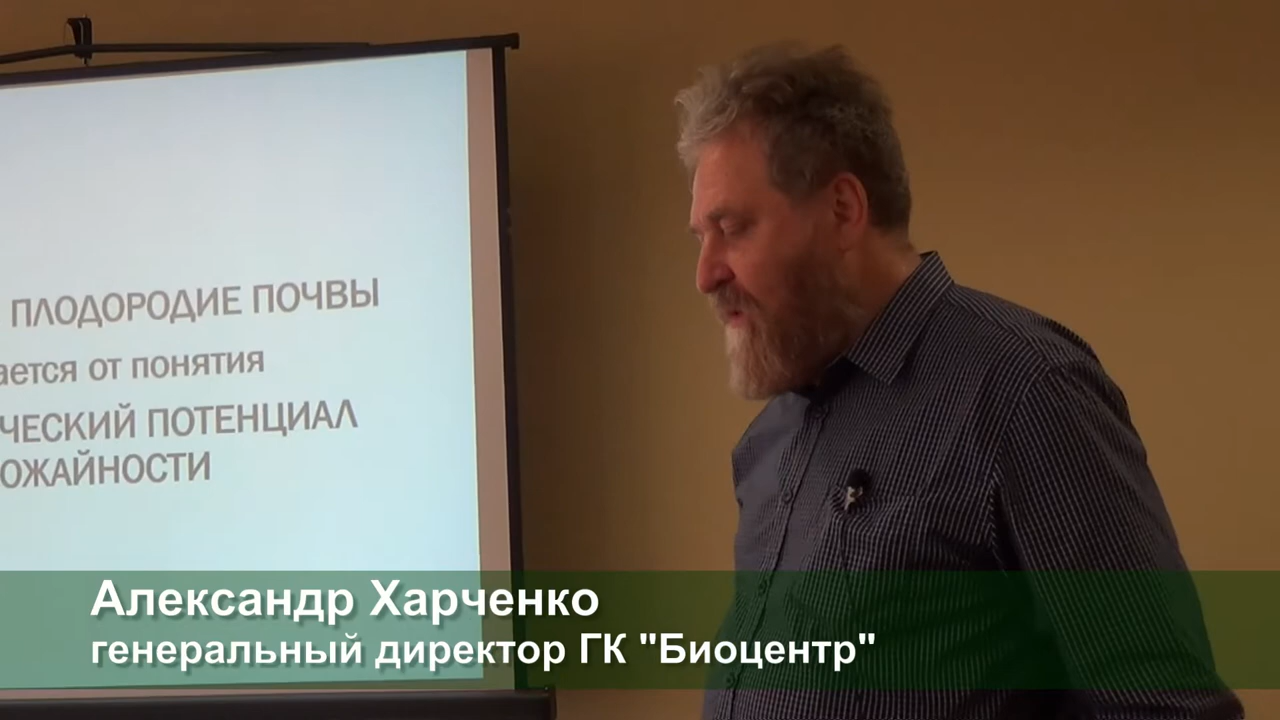 ПЛОДОРОДИЕ ПОЧВЫ
ается от понятия
ЧЕСКИЙ ПОТЕНЦИАЛ
ОЖАЙНОСТИ
Александр Харченко
генеральный директор ГК "Биоцентр"